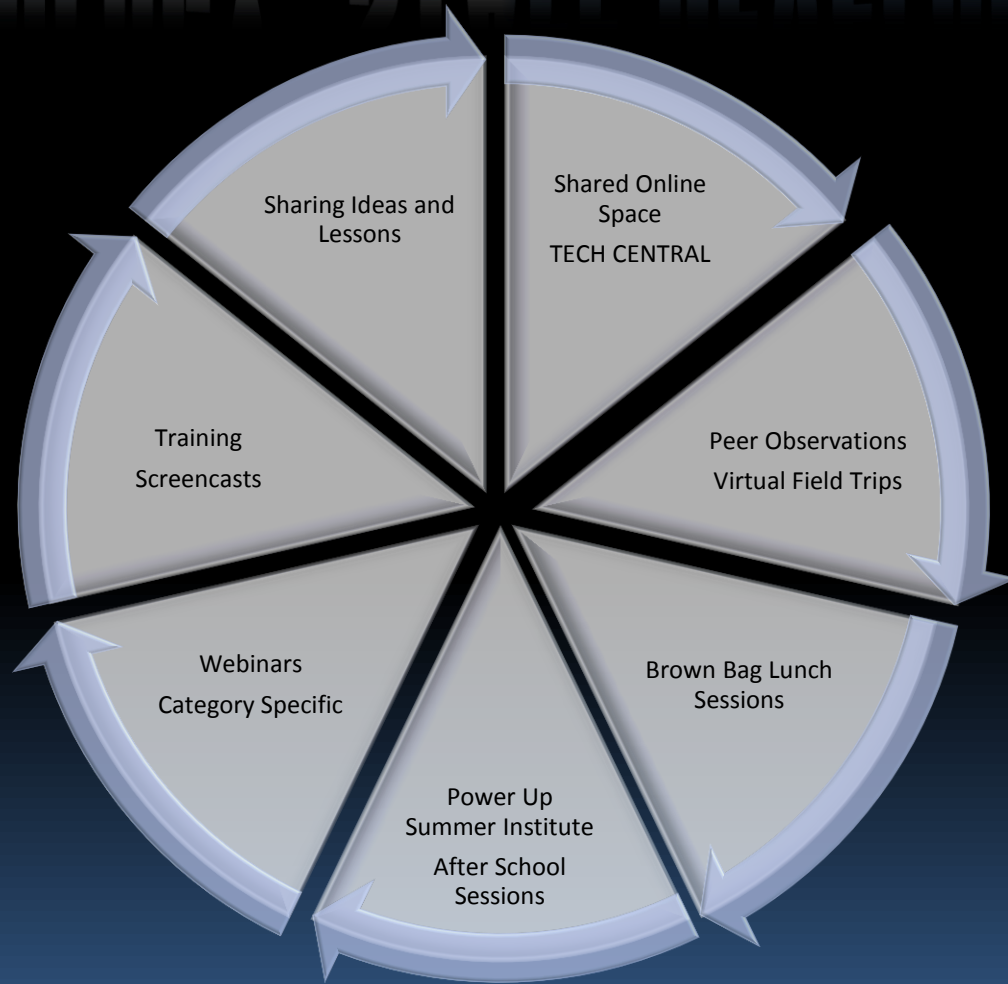 Shared Online
Space
TECH CENTRAL
Peer Observations
Virtual Field Trips
Brown Bag Lunch
Sessions
Power Up
Summer Institute
After School
Sessions
Webinars
Category Specific
Training
Screencasts
Sharing Ideas and
Lessons